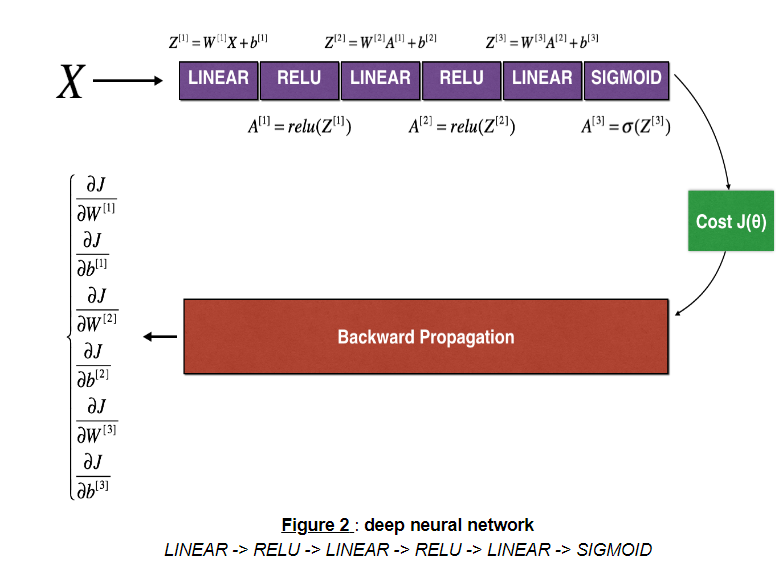 Z^[1] = W^[1]X + b^[1] Z^[2] = W^[2]A^[1] + b^[2] Z^[3] = W^[3]A^[2] + b^[3]
X LINEAR RELU LINEAR RELU LINEAR SIGMOID
A^[1] = relu(Z^[1]) A^[2] = relu(Z^[2]) A^[3] = σ(Z^[3])
Cost J(θ)
∂J/∂W^[1]
∂J/∂b^[1]
∂J/∂W^[2]
∂J/∂b^[2]
∂J/∂W^[3]
∂J/∂b^[3]
Backward Propagation
Figure 2 : deep neural network
LINEAR -> RELU -> LINEAR -> RELU -> LINEAR -> SIGMOID